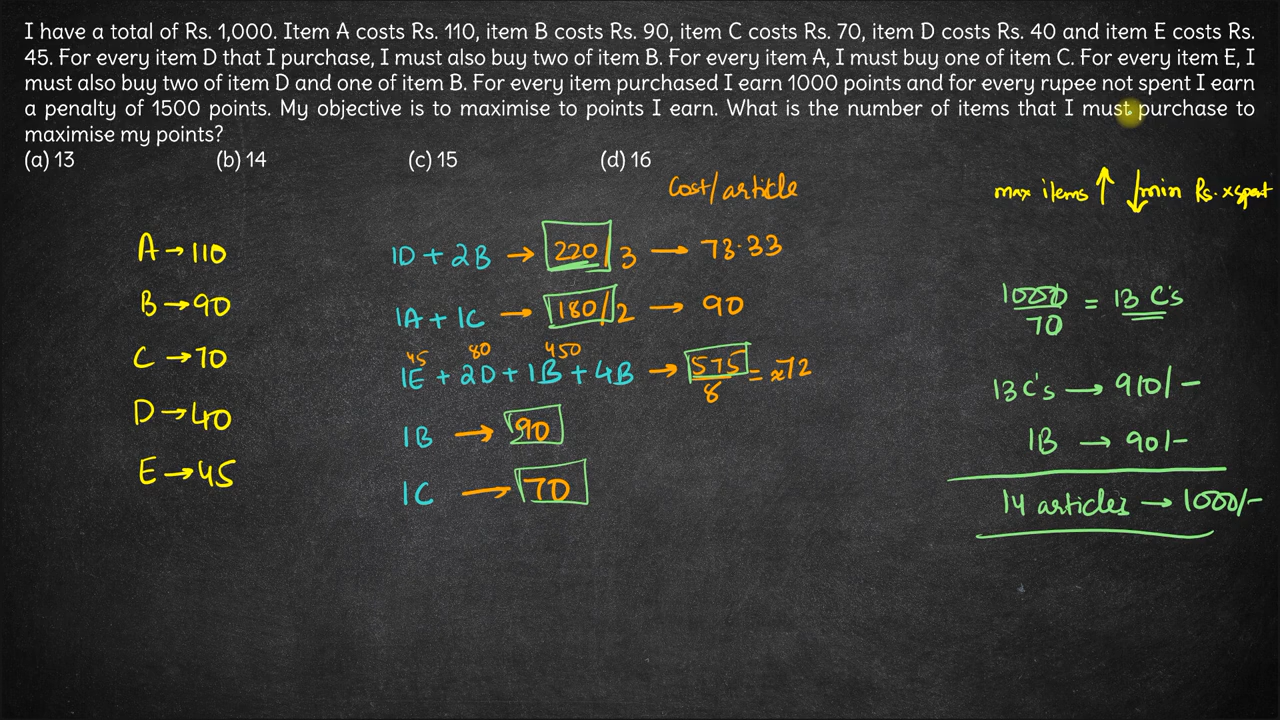 I have a total of Rs. 1,000. Item A costs Rs. 110, item B costs Rs. 90, item C costs Rs. 70, item D costs Rs. 40 and item E costs Rs.
45. For every item D that I purchase, I must also buy two of item B. For every item A, I must buy one of item C. For every item E, I
must also buy two of item D and one of item B. For every item purchased I earn 1000 points and for every rupee not spent I earn
a penalty of 1500 points. My objective is to maximise to points I earn. What is the number of items that I must purchase to
maximise my points?
(a) 13 (b) 14 (c) 15 (d) 16
cost/article
max items ↑ ↓min Rs. xspent
A→110
B→90
C→70
D→40
E→45
1D + 2B → 220/3 → 73.33
1A + 1C → 180/2 → 90
45 80 450
1E + 2D + 1B + 4B → 575/8 = ≈72
1B → 90
1C → 70
1000/70 = 13 C's
13C's → 910/-
1B → 90/-
14 articles → 1000/-